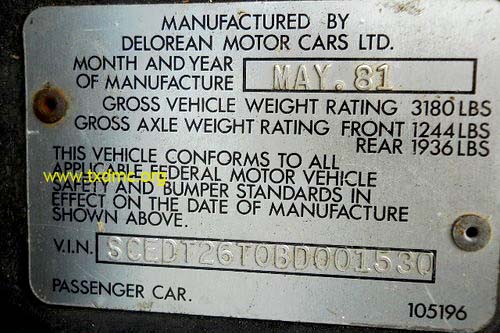 MANUFACTURED BY
DELOREAN MOTOR CARS LTD.
MONTH AND YEAR
OF MANUFACTURE MAY.81
GROSS VEHICLE WEIGHT RATING 3180 LBS
GROSS AXLE WEIGHT RATING FRONT 1244 LBS
REAR 1936 LBS
THIS VEHICLE CONFORMS TO ALL
APPLICABLE FEDERAL MOTOR VEHICLE
www.txdmc.org
SAFETY AND BUMPER STANDARDS IN
EFFECT ON THE DATE OF MANUFACTURE
SHOWN ABOVE.
V.I.N. SCEDT26T0BD001530
PASSENGER CAR.
105196